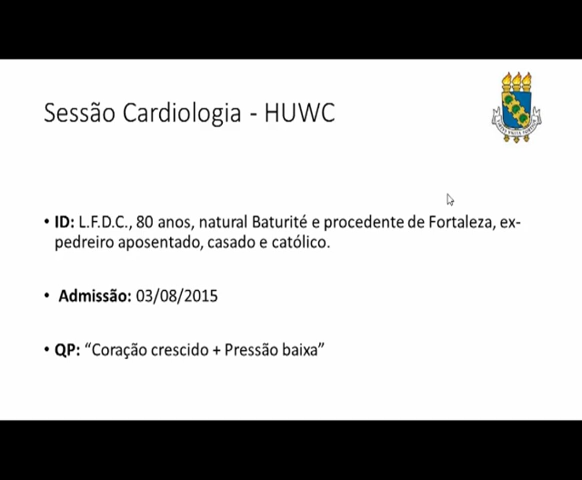 Sessão Cardiologia - HUWC
• ID: L.F.D.C., 80 anos, natural Baturité e procedente de Fortaleza, ex-
pedreiro aposentado, casado e católico.
• Admissão: 03/08/2015
• QP: “Coração crescido + Pressão baixa”